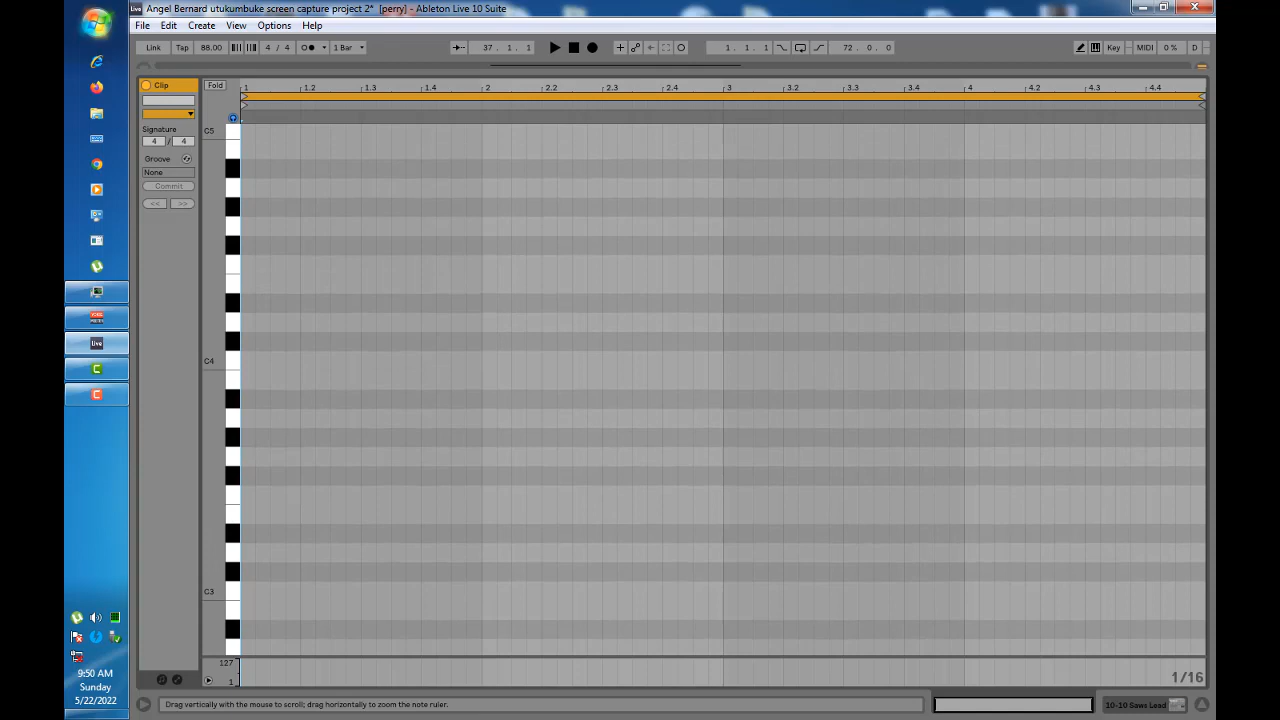 Live Angel Bernard utukumbuke screen capture project 2* [perry] - Ableton Live 10 Suite
File Edit Create View Options Help
Link Tap 88.00 4 / 4 1 Bar 37. 1. 1 1. 1. 1 72. 0. 0 Key MIDI 0 % D
Clip Fold 1 1.2 1.3 1.4 2 2.2 2.3 2.4 3 3.2 3.3 3.4 4 4.2 4.3 4.4
Signature
4 / 4
Groove
None
Commit
<< >>
C5
C4
C3
Live
127
1
1/16
9:50 AM
Sunday
5/22/2022
Drag vertically with the mouse to scroll; drag horizontally to zoom the note ruler.
10-10 Saws Lead